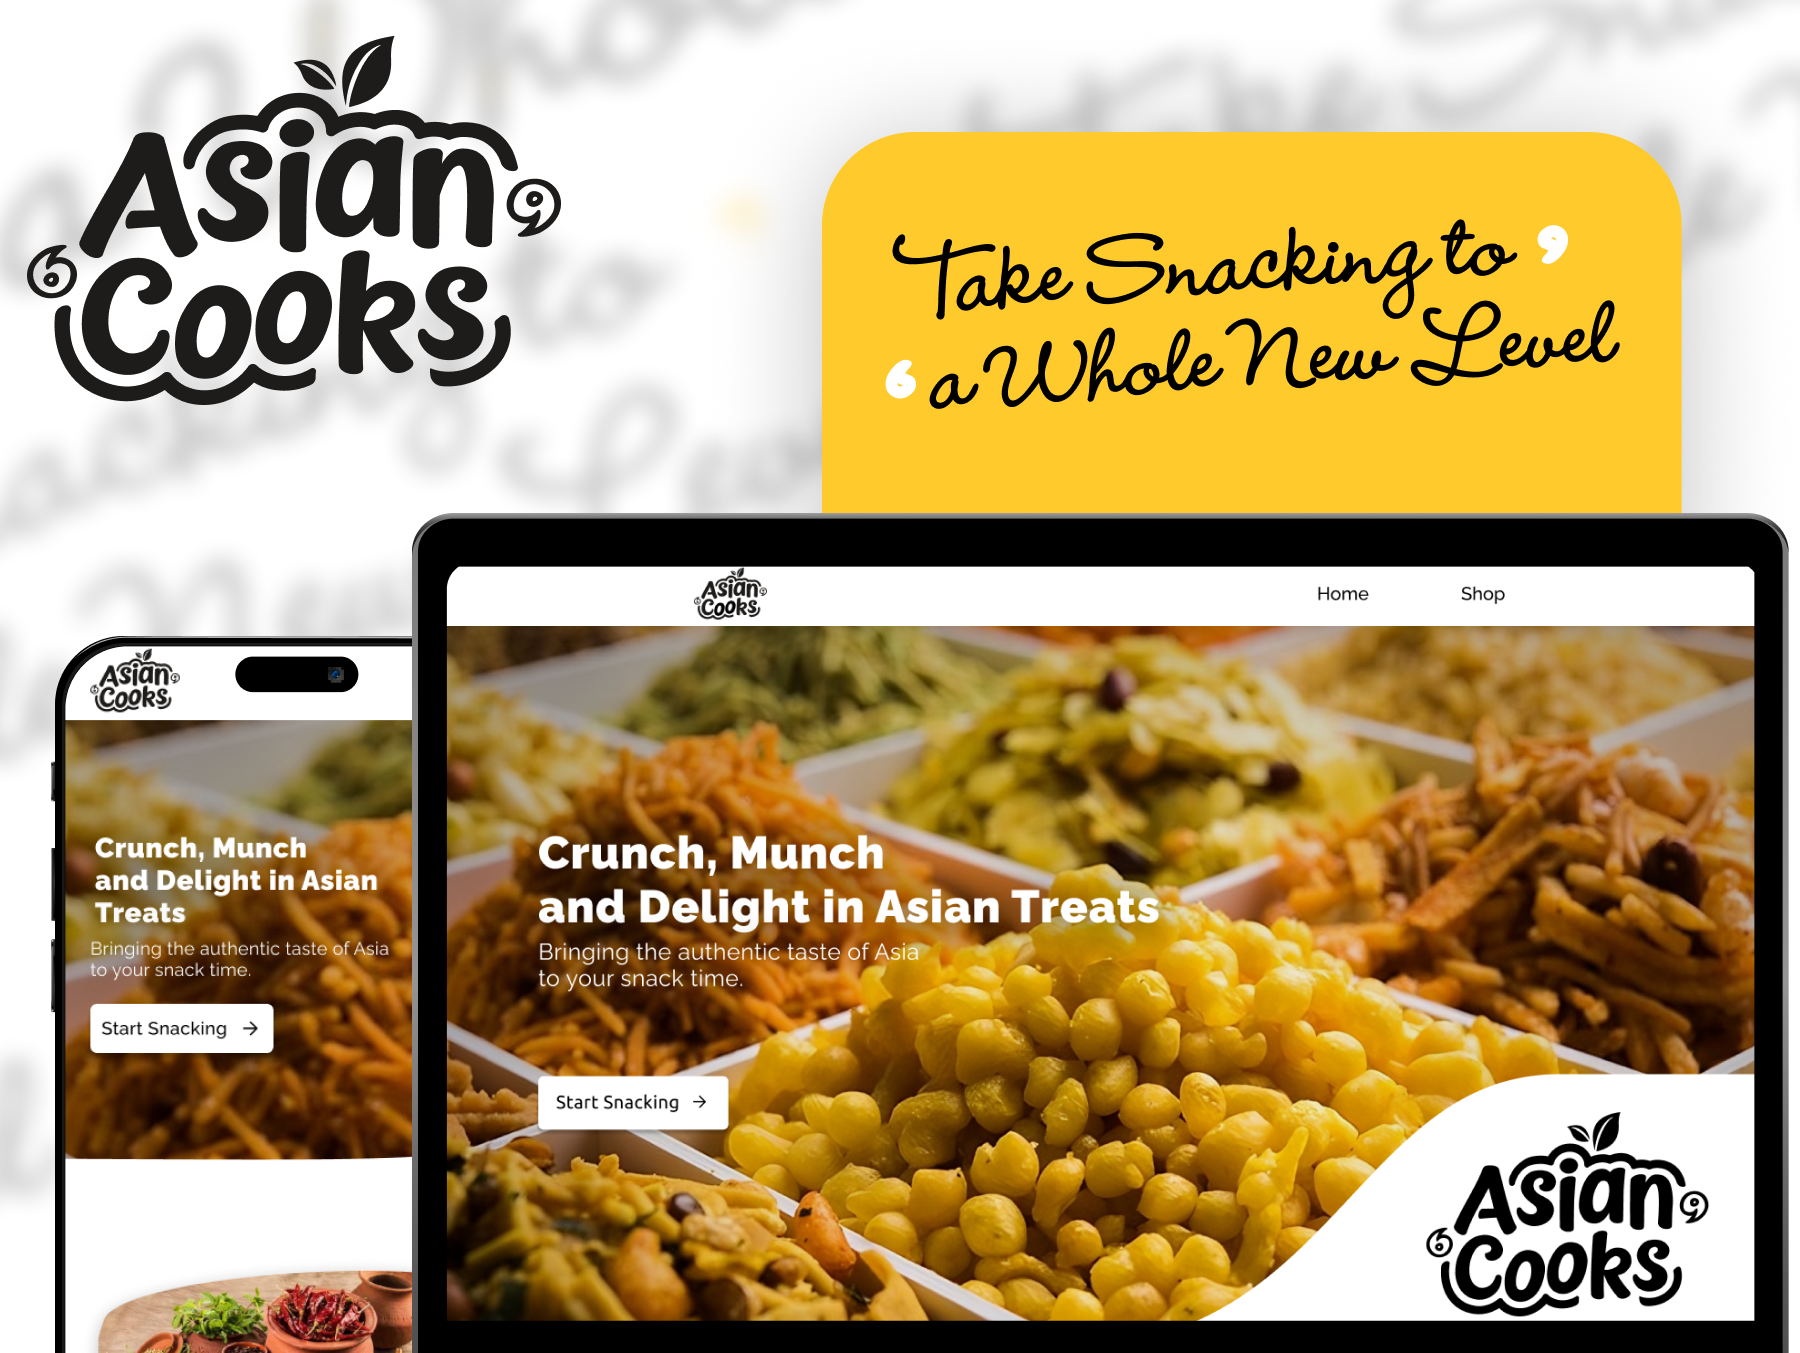 Asian
Cooks
Take Snacking to
a Whole New Level
Asian
Cooks
Home
Shop
Crunch, Munch
and Delight in Asian Treats
Bringing the authentic taste of Asia
to your snack time.
Start Snacking →
Asian
Cooks
Asian
Cooks
Crunch, Munch
and Delight in Asian
Treats
Bringing the authentic taste of Asia
to your snack time.
Start Snacking →